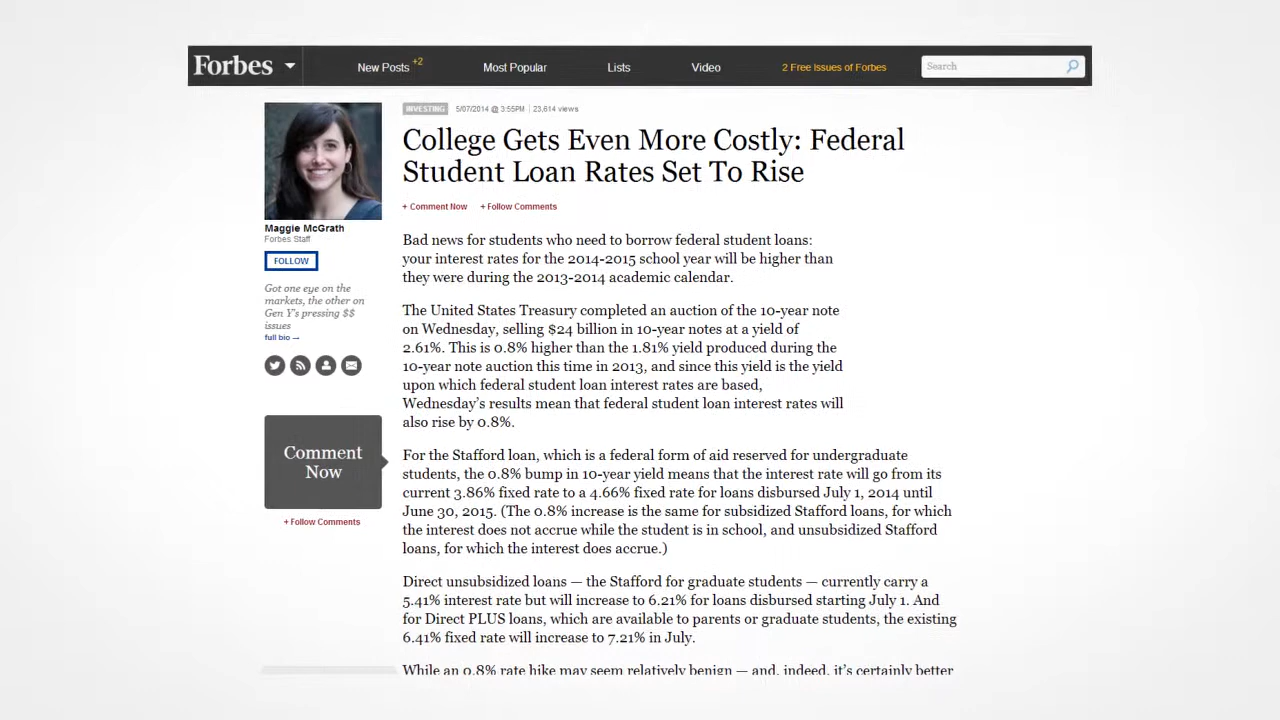 Forbes New Posts +2 Most Popular Lists Video 2 Free Issues of Forbes Search
INVESTING 5/07/2014 @ 3:55PM | 23,614 views
College Gets Even More Costly: Federal
Student Loan Rates Set To Rise
+ Comment Now + Follow Comments
Maggie McGrath
Forbes Staff
FOLLOW
Got one eye on the
markets, the other on
Gen Y's pressing $$
issues
full bio →
Comment
Now
+ Follow Comments
Bad news for students who need to borrow federal student loans:
your interest rates for the 2014-2015 school year will be higher than
they were during the 2013-2014 academic calendar.
The United States Treasury completed an auction of the 10-year note
on Wednesday, selling $24 billion in 10-year notes at a yield of
2.61%. This is 0.8% higher than the 1.81% yield produced during the
10-year note auction this time in 2013, and since this yield is the yield
upon which federal student loan interest rates are based,
Wednesday's results mean that federal student loan interest rates will
also rise by 0.8%.
For the Stafford loan, which is a federal form of aid reserved for undergraduate
students, the 0.8% bump in 10-year yield means that the interest rate will go from its
current 3.86% fixed rate to a 4.66% fixed rate for loans disbursed July 1, 2014 until
June 30, 2015. (The 0.8% increase is the same for subsidized Stafford loans, for which
the interest does not accrue while the student is in school, and unsubsidized Stafford
loans, for which the interest does accrue.)
Direct unsubsidized loans — the Stafford for graduate students — currently carry a
5.41% interest rate but will increase to 6.21% for loans disbursed starting July 1. And
for Direct PLUS loans, which are available to parents or graduate students, the existing
6.41% fixed rate will increase to 7.21% in July.
While an 0.8% rate hike may seem relatively benign — and, indeed, it's certainly better